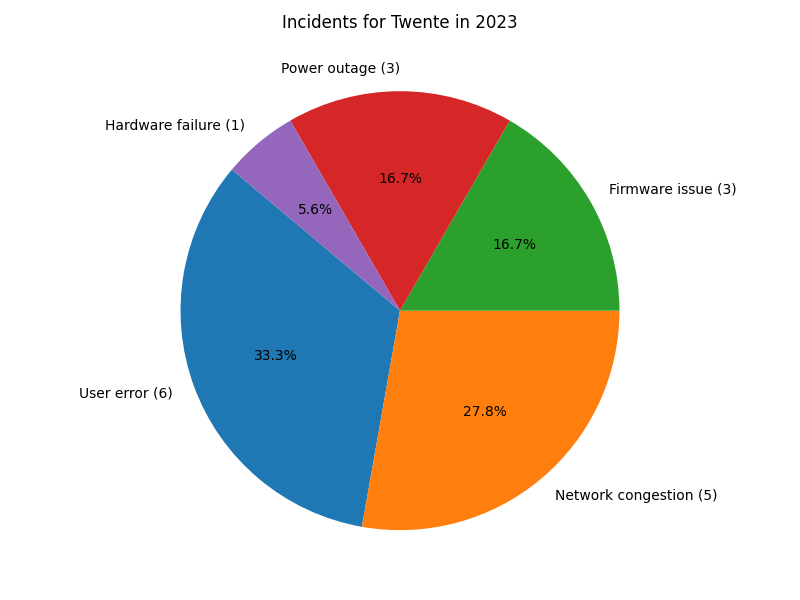 Incidents for Twente in 2023
Power outage (3)
Hardware failure (1)
16.7%
Firmware issue (3)
5.6%
16.7%
33.3%
User error (6)
27.8%
Network congestion (5)